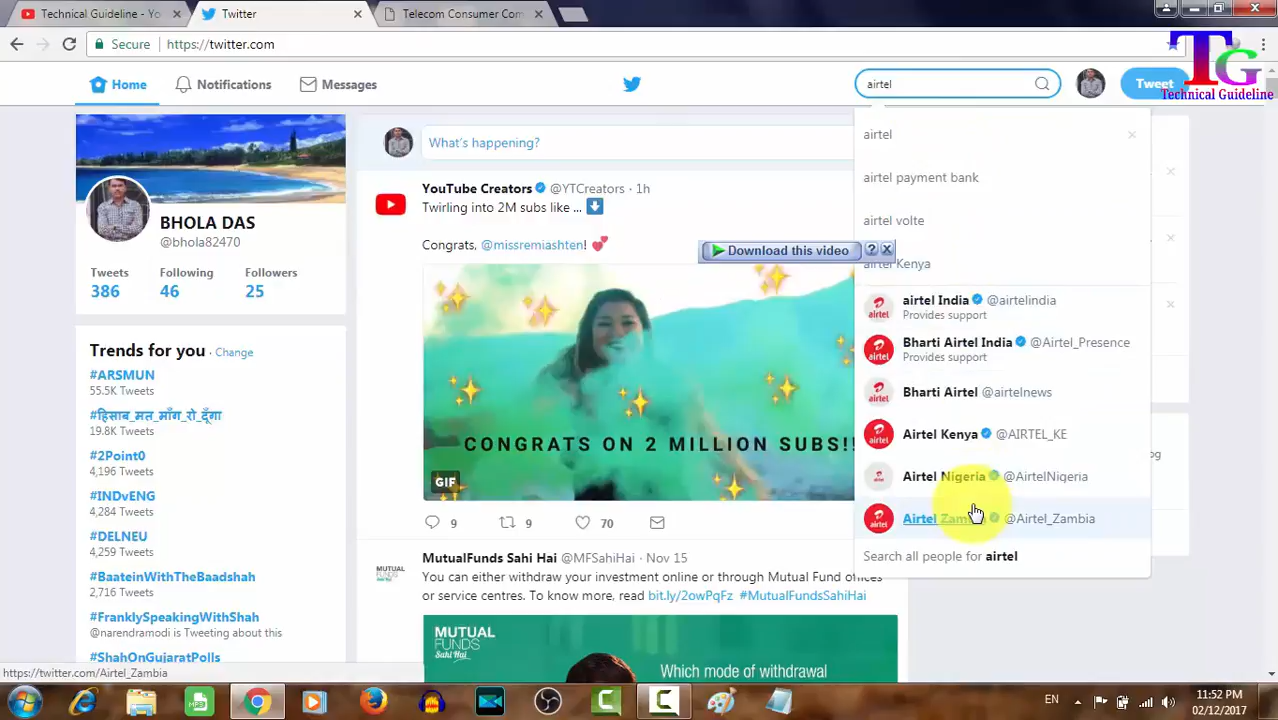 Technical Guideline - Yo
Twitter
Telecom Consumer Com
Secure
https://twitter.com
TG
Technical Guideline
Home
Notifications
Messages
airtel
Tweet
airtel
airtel payment bank
airtel volte
airtel Kenya
airtel India @airtelindia
Provides support
Bharti Airtel India @Airtel_Presence
Provides support
Bharti Airtel @airtelnews
Airtel Kenya @AIRTEL_KE
Airtel Nigeria @AirtelNigeria
Airtel @Airtel_Zambia
Search all people for airtel
BHOLA DAS
@bhola82470
Tweets Following Followers
386 46 25
Trends for you · Change
#ARSMUN
55.5K Tweets
#हिसाब_मत_माँग_रो_दूँगा
19.8K Tweets
#2Point0
4,196 Tweets
#INDvENG
4,284 Tweets
#DELNEU
4,259 Tweets
#BaateinWithTheBaadshah
2,716 Tweets
#FranklySpeakingWithShah
@narendramodi is Tweeting about this
#ShahOnGujaratPolls
What's happening?
YouTube Creators @YTCreators · 1h
Twirling into 2M subs like ...
Congrats, @missremiashten!
Download this video
?
CONGRATS ON 2 MILLION SUBS!!
GIF
9 9 70
MutualFunds Sahi Hai @MFSahiHai · Nov 15
You can either withdraw your investment online or through Mutual Fund offices
or service centres. To know more, read bit.ly/2owPqFz #MutualFundsSahiHai
MUTUAL
FUNDS
Sahi Hai
Which mode of withdrawal
MUTUAL
FUNDS
https://twitter.com/Airtel_Zambia
MP3
EN
11:52 PM
02/12/2017